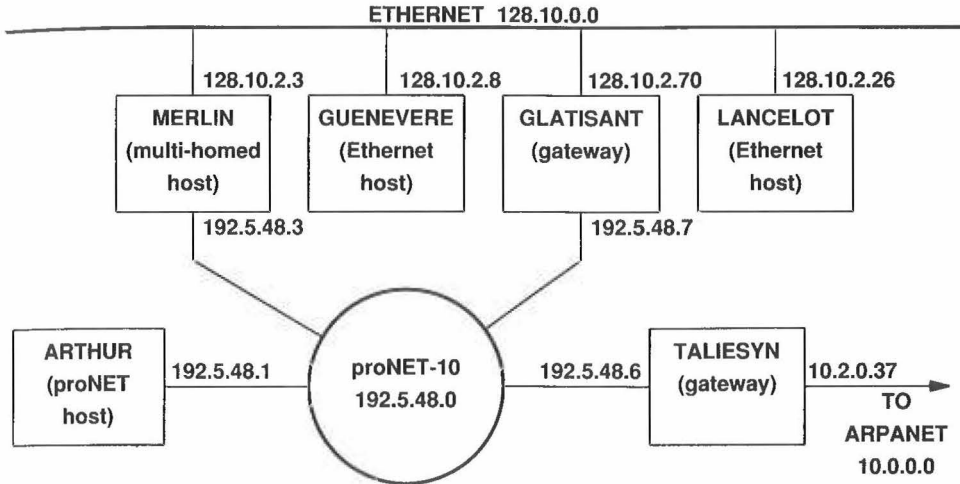 ETHERNET 128.10.0.0
128.10.2.3
128.10.2.8
128.10.2.70
128.10.2.26
MERLIN
(multi-homed
host)
GUENEVERE
(Ethernet
host)
GLATISANT
(gateway)
LANCELOT
(Ethernet
host)
192.5.48.3
192.5.48.7
ARTHUR
(proNET
host)
192.5.48.1
proNET-10
192.5.48.0
192.5.48.6
TALIESYN
(gateway)
10.2.0.37
TO
ARPANET
10.0.0.0